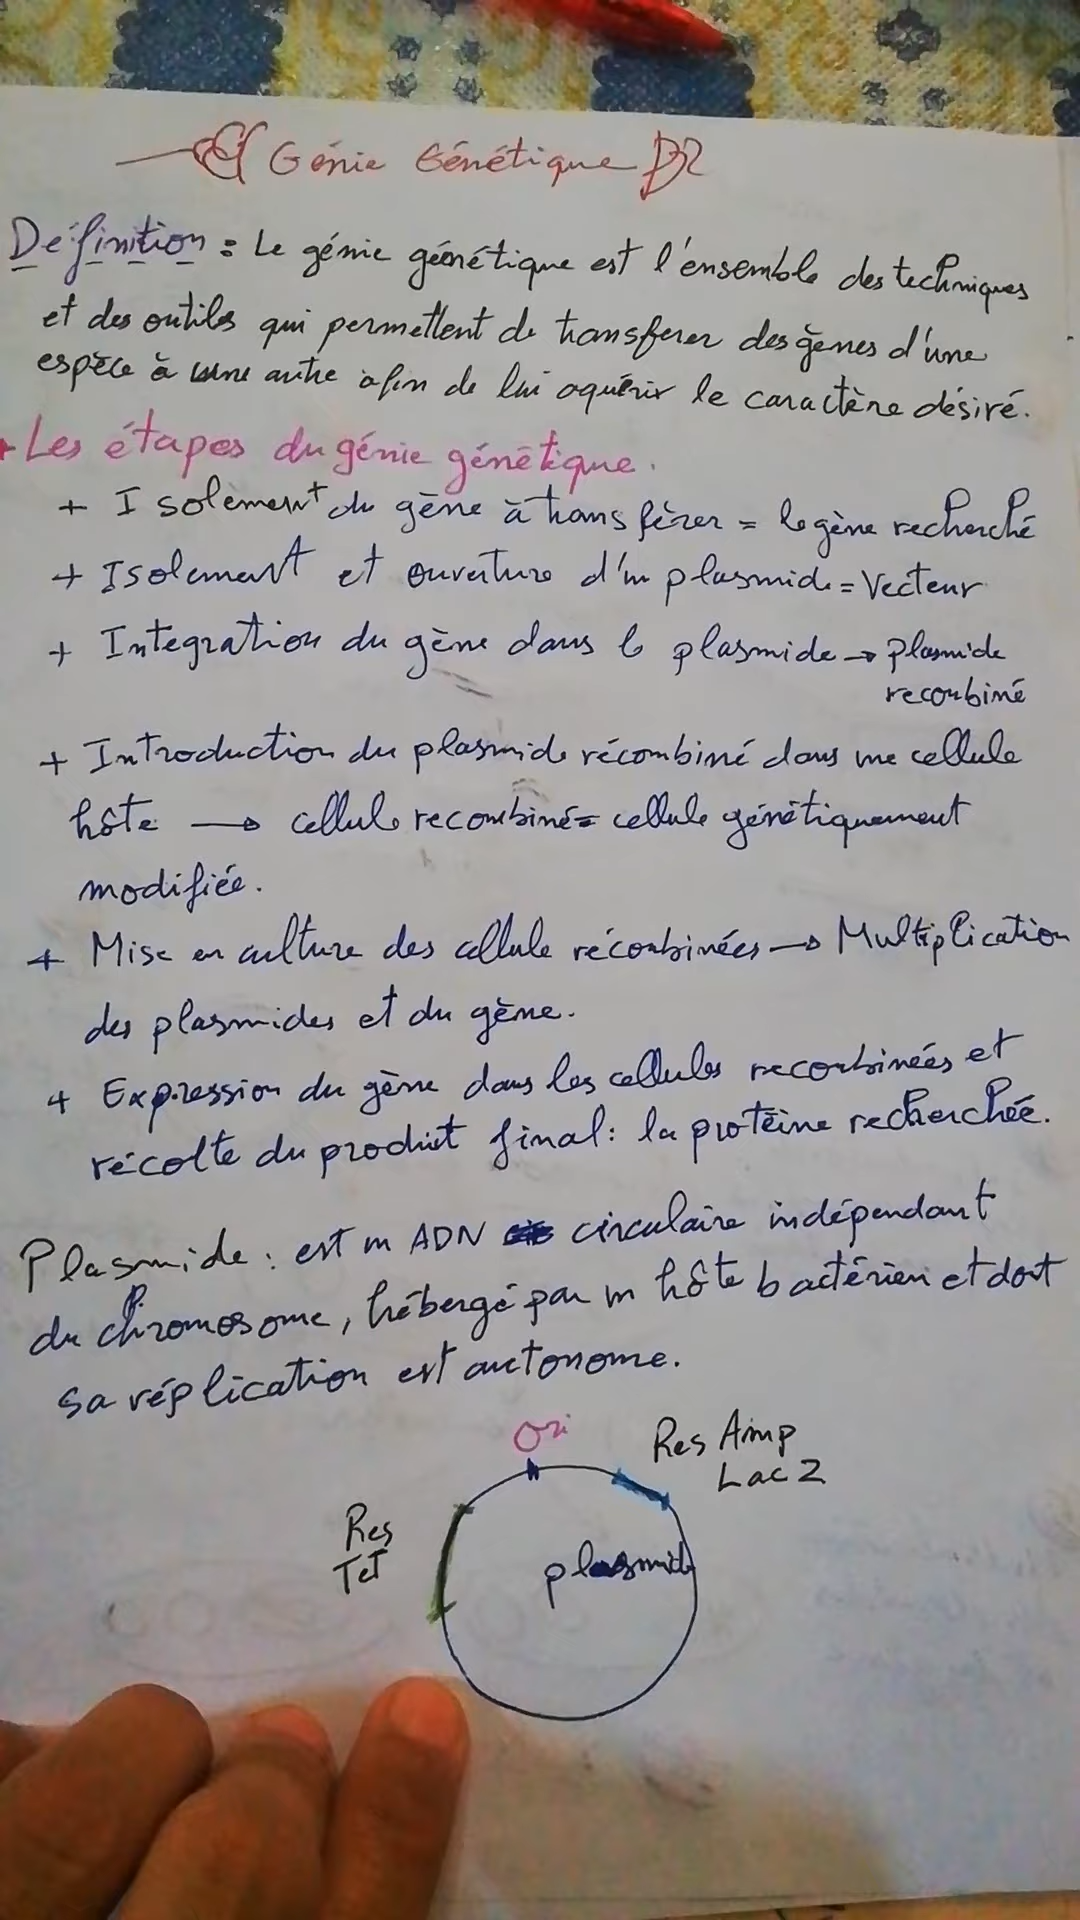 Génie Génétique
Définition : Le génie génétique est l'ensemble des techniques
et des outils qui permettent de transferer des gènes d'une
espèce à une autre afin de lui aquérir le caractère désiré.
Les étapes du génie génétique.
+ Isolement du gène à transférer = le gène recherché
+ Isolement et ouverture d'un plasmide = Vecteur
+ Integration du gène dans le plasmide → plasmide
recombiné
+ Introduction du plasmide récombiné dans une cellule
hôte → cellule recombiné = cellule génétiquement
modifiée.
+ Mise en culture des cellule récombinées → Multiplication
des plasmides et du gène.
+ Expression du gène dans les cellules recombinées et
récolte du produit final : la protéine recherchée.
Plasmide : est un ADN circulaire indépendant
du chromosome, hébergé par un hôte bactérien et dont
sa réplication est autonome.
Ori
Res Amp
Lac Z
Res
Tet
plasmide